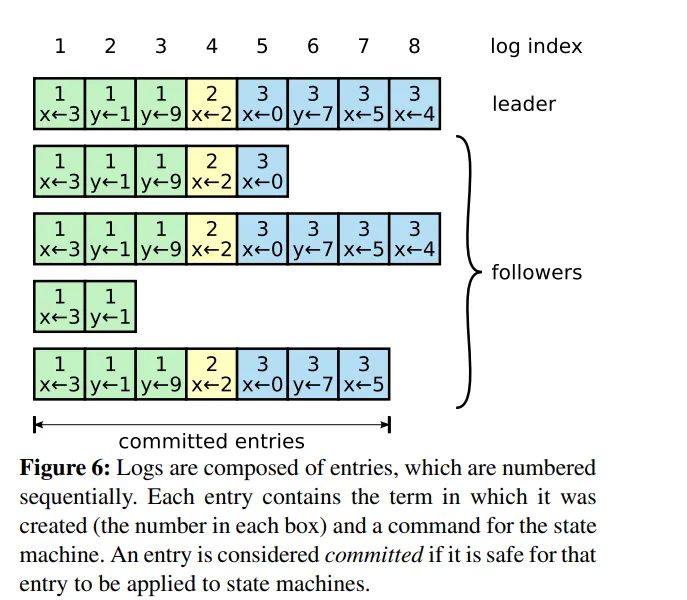 1 2 3 4 5 6 7 8 log index
1 1 1 2 3 3 3 3
x←3 y←1 y←9 x←2 x←0 y←7 x←5 x←4
leader
1 1 1 2 3
x←3 y←1 y←9 x←2 x←0
1 1 1 2 3 3 3 3
x←3 y←1 y←9 x←2 x←0 y←7 x←5 x←4
followers
1 1
x←3 y←1
1 1 1 2 3 3 3
x←3 y←1 y←9 x←2 x←0 y←7 x←5
committed entries
Figure 6: Logs are composed of entries, which are numbered
sequentially. Each entry contains the term in which it was
created (the number in each box) and a command for the state
machine. An entry is considered committed if it is safe for that
entry to be applied to state machines.